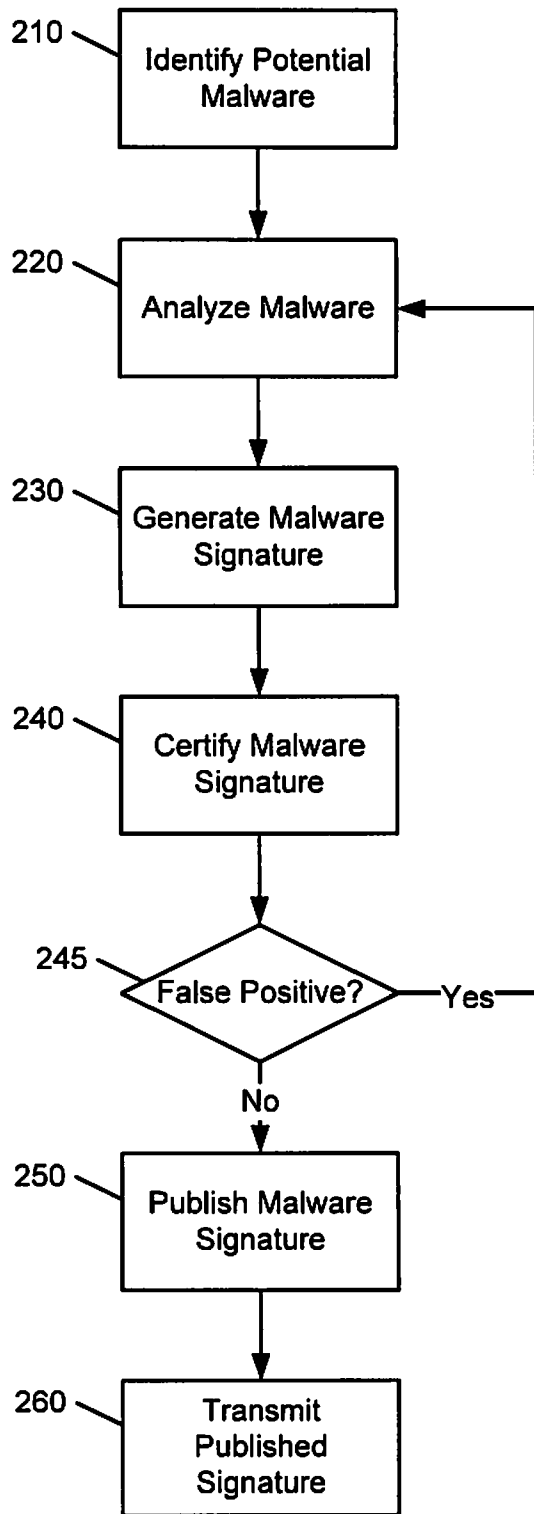 210
Identify Potential
Malware
220
Analyze Malware
230
Generate Malware
Signature
240
Certify Malware
Signature
245
False Positive?
Yes
No
250
Publish Malware
Signature
260
Transmit
Published
Signature